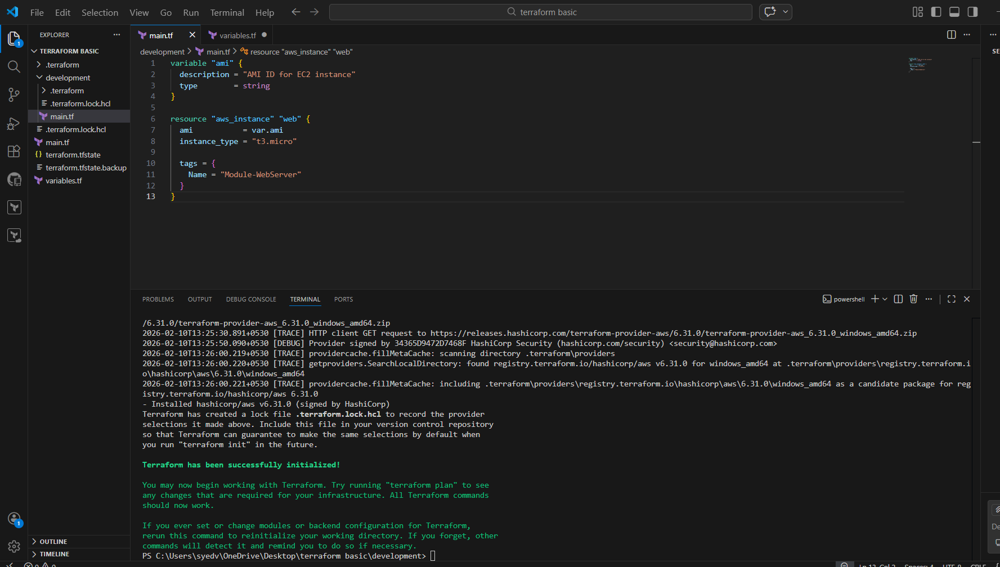 File Edit Selection View Go Run Terminal Help
terraform basic
EXPLORER
TERRAFORM BASIC
.terraform
development
.terraform
.terraform.lock.hcl
main.tf
.terraform.lock.hcl
main.tf
terraform.tfstate
terraform.tfstate.backup
variables.tf
OUTLINE
TIMELINE
1
1
main.tf
variables.tf
development > main.tf > resource "aws_instance" "web"
1 variable "ami" {
2 description = "AMI ID for EC2 instance"
3 type = string
4 }
5
6 resource "aws_instance" "web" {
7 ami = var.ami
8 instance_type = "t3.micro"
9
10 tags = {
11 Name = "Module-WebServer"
12 }
13 }
PROBLEMS OUTPUT DEBUG CONSOLE TERMINAL PORTS
powershell
/6.31.0/terraform-provider-aws_6.31.0_windows_amd64.zip
2026-02-10T13:25:30.891+0530 [TRACE] HTTP client GET request to https://releases.hashicorp.com/terraform-provider-aws/6.31.0/terraform-provider-aws_6.31.0_windows_amd64.zip
2026-02-10T13:25:50.090+0530 [DEBUG] Provider signed by 34365D9472D7468F HashiCorp Security (hashicorp.com/security) <security@hashicorp.com>
2026-02-10T13:26:00.219+0530 [TRACE] providercache.fillMetaCache: scanning directory .terraform\providers
2026-02-10T13:26:00.220+0530 [TRACE] getproviders.SearchLocalDirectory: found registry.terraform.io/hashicorp/aws v6.31.0 for windows_amd64 at .terraform\providers\registry.terraform.i
o\hashicorp\aws\6.31.0\windows_amd64
2026-02-10T13:26:00.221+0530 [TRACE] providercache.fillMetaCache: including .terraform\providers\registry.terraform.io\hashicorp\aws\6.31.0\windows_amd64 as a candidate package for reg
istry.terraform.io/hashicorp/aws 6.31.0
- Installed hashicorp/aws v6.31.0 (signed by HashiCorp)
Terraform has created a lock file .terraform.lock.hcl to record the provider
selections it made above. Include this file in your version control repository
so that Terraform can guarantee to make the same selections by default when
you run "terraform init" in the future.
Terraform has been successfully initialized!
You may now begin working with Terraform. Try running "terraform plan" to see
any changes that are required for your infrastructure. All Terraform commands
should now work.
If you ever set or change modules or backend configuration for Terraform,
rerun this command to reinitialize your working directory. If you forget, other
commands will detect it and remind you to do so if necessary.
PS C:\Users\syedv\OneDrive\Desktop\terraform basic\development>
SE
De